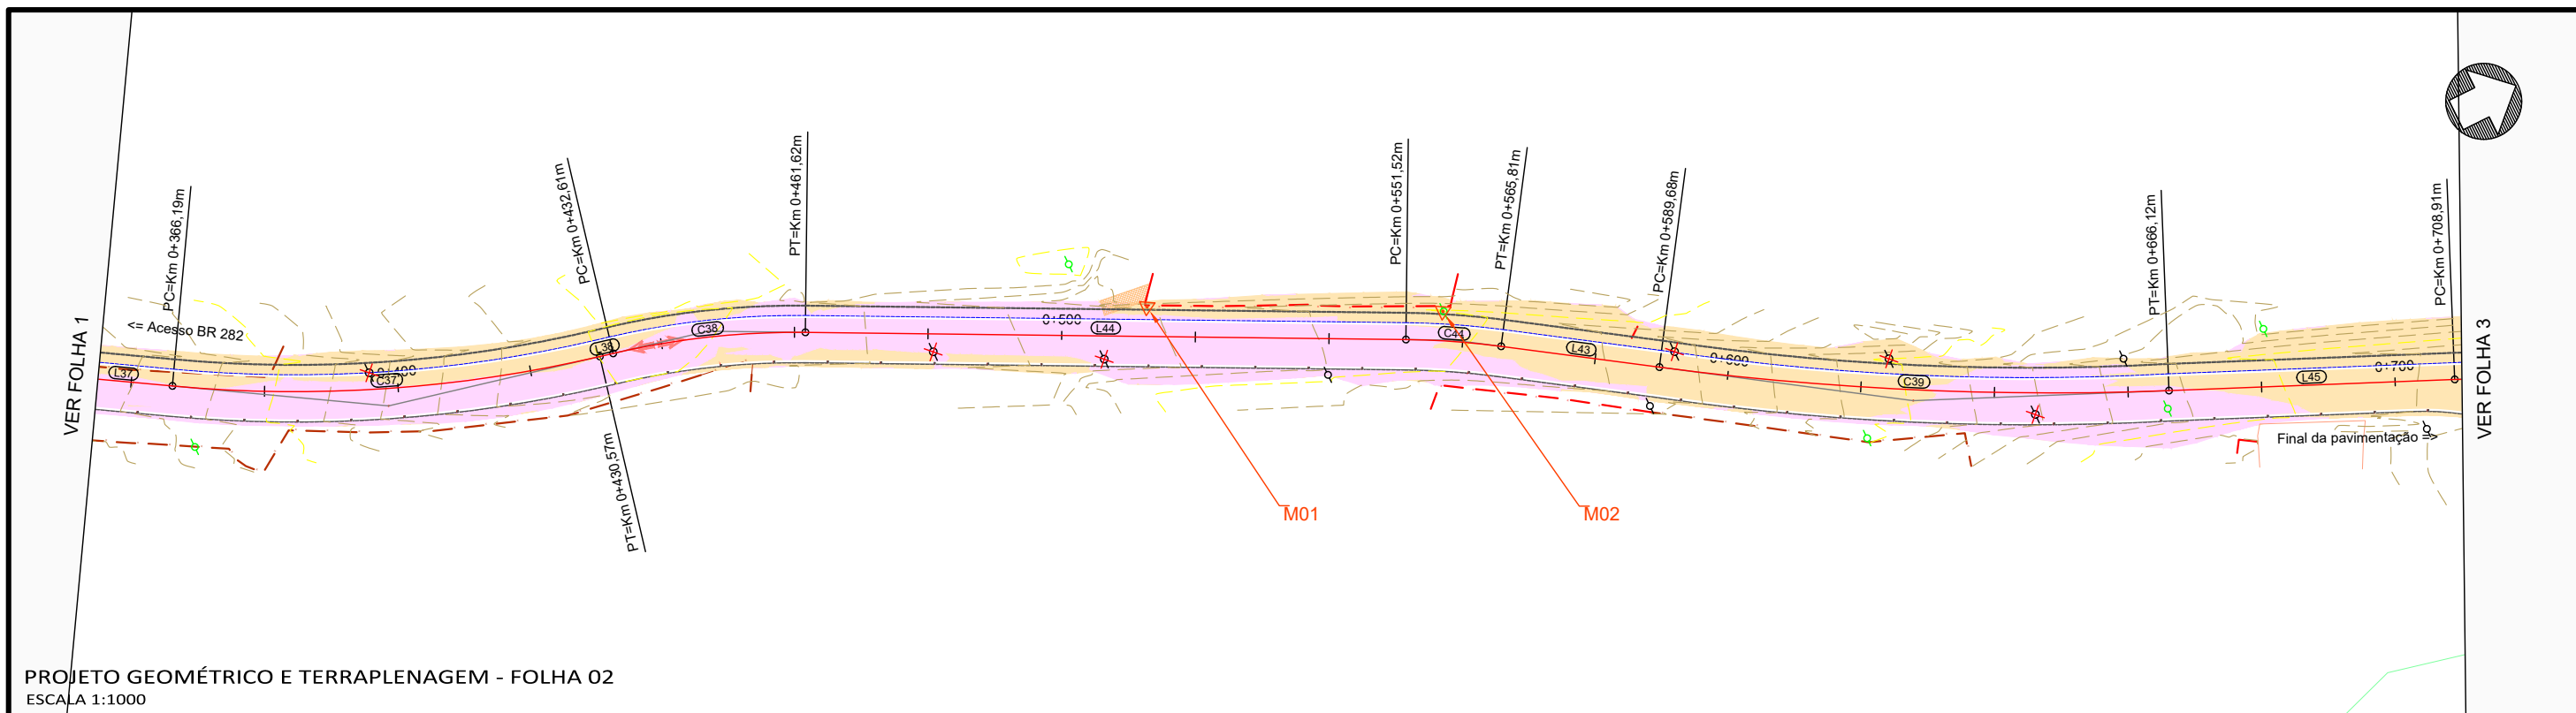 VER FOLHA 1
<= Acesso BR 282
PC=Km 0+366,19m
PC=Km 0+432,61m
PT=Km 0+430,57m
PT=Km 0+461,62m
PC=Km 0+551,52m
PT=Km 0+565,81m
PC=Km 0+589,68m
PT=Km 0+666,12m
PC=Km 0+708,91m
L37
0+400
C37
L38
C38
0+500
L44
C44
L43
0+600
C39
0+700
L45
Final da pavimentação =>
VER FOLHA 3
M01
M02
PROJETO GEOMÉTRICO E TERRAPLENAGEM - FOLHA 02
ESCALA 1:1000